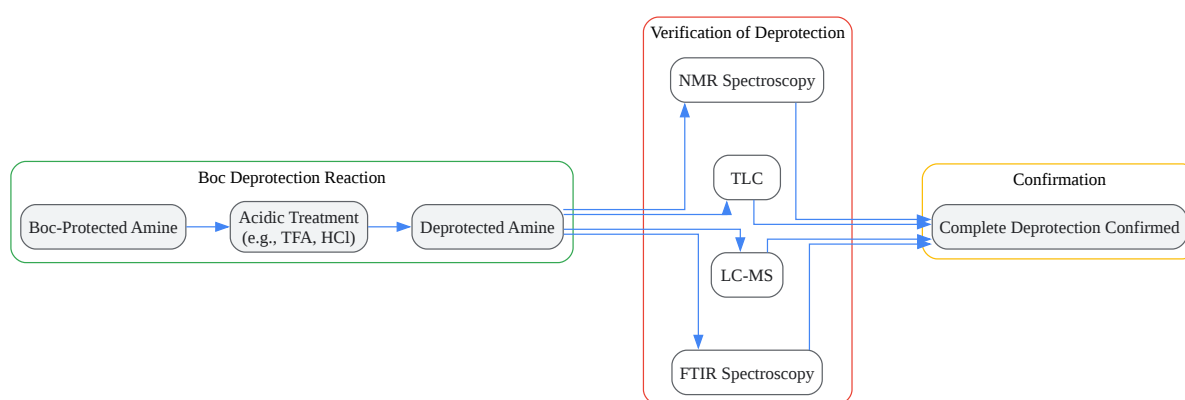 Boc Deprotection Reaction
Boc-Protected Amine
Acidic Treatment
(e.g., TFA, HCl)
Deprotected Amine
Verification of Deprotection
NMR Spectroscopy
TLC
LC-MS
FTIR Spectroscopy
Confirmation
Complete Deprotection Confirmed